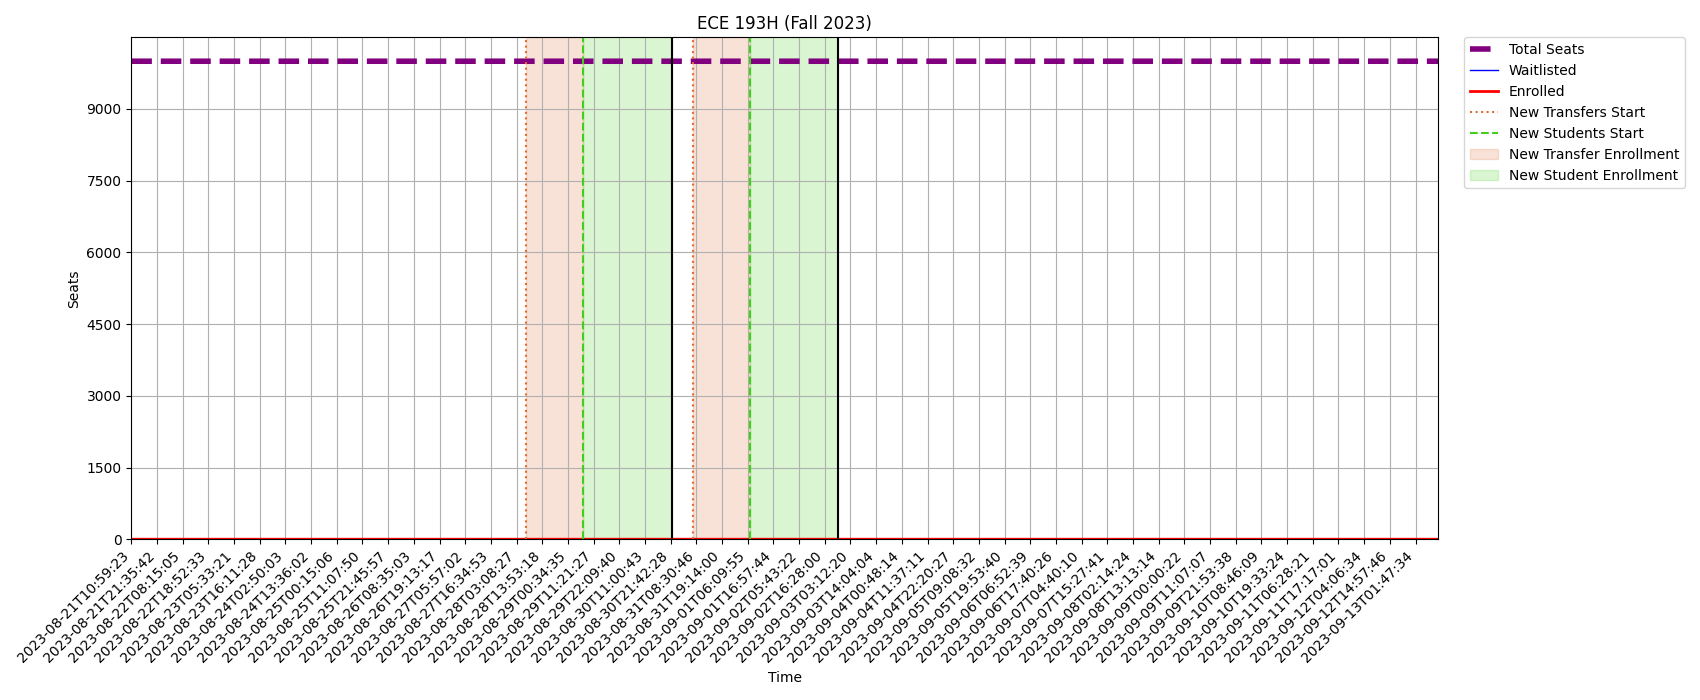 ECE 193H (Fall 2023)
Total Seats
Waitlisted
Enrolled
New Transfers Start
New Students Start
New Transfer Enrollment
New Student Enrollment
9000
7500
6000
4500
3000
1500
0
Seats
2023-08-21T10:59:23
2023-08-21T21:35:42
2023-08-22T08:15:05
2023-08-22T18:52:33
2023-08-23T05:33:21
2023-08-23T16:11:28
2023-08-24T02:50:03
2023-08-24T13:36:02
2023-08-25T00:15:06
2023-08-25T11:07:50
2023-08-25T21:45:57
2023-08-26T08:35:03
2023-08-26T19:13:17
2023-08-27T05:57:02
2023-08-27T16:34:53
2023-08-28T03:08:27
2023-08-28T13:53:18
2023-08-29T00:34:35
2023-08-29T11:21:27
2023-08-29T22:09:40
2023-08-30T11:00:43
2023-08-30T21:42:28
2023-08-31T08:30:46
2023-08-31T19:14:00
2023-09-01T06:09:55
2023-09-01T16:57:44
2023-09-02T05:43:22
2023-09-02T16:28:00
2023-09-03T03:12:20
2023-09-03T14:04:04
2023-09-04T00:48:14
2023-09-04T11:37:11
2023-09-04T22:20:27
2023-09-05T09:08:32
2023-09-05T19:53:40
2023-09-06T06:52:39
2023-09-06T17:40:26
2023-09-07T04:40:10
2023-09-07T15:27:41
2023-09-08T02:14:24
2023-09-08T13:13:14
2023-09-09T00:00:22
2023-09-09T11:07:07
2023-09-09T21:53:38
2023-09-10T08:46:09
2023-09-10T19:33:24
2023-09-11T06:28:21
2023-09-11T17:17:01
2023-09-12T04:06:34
2023-09-12T14:57:46
2023-09-13T01:47:34
Time